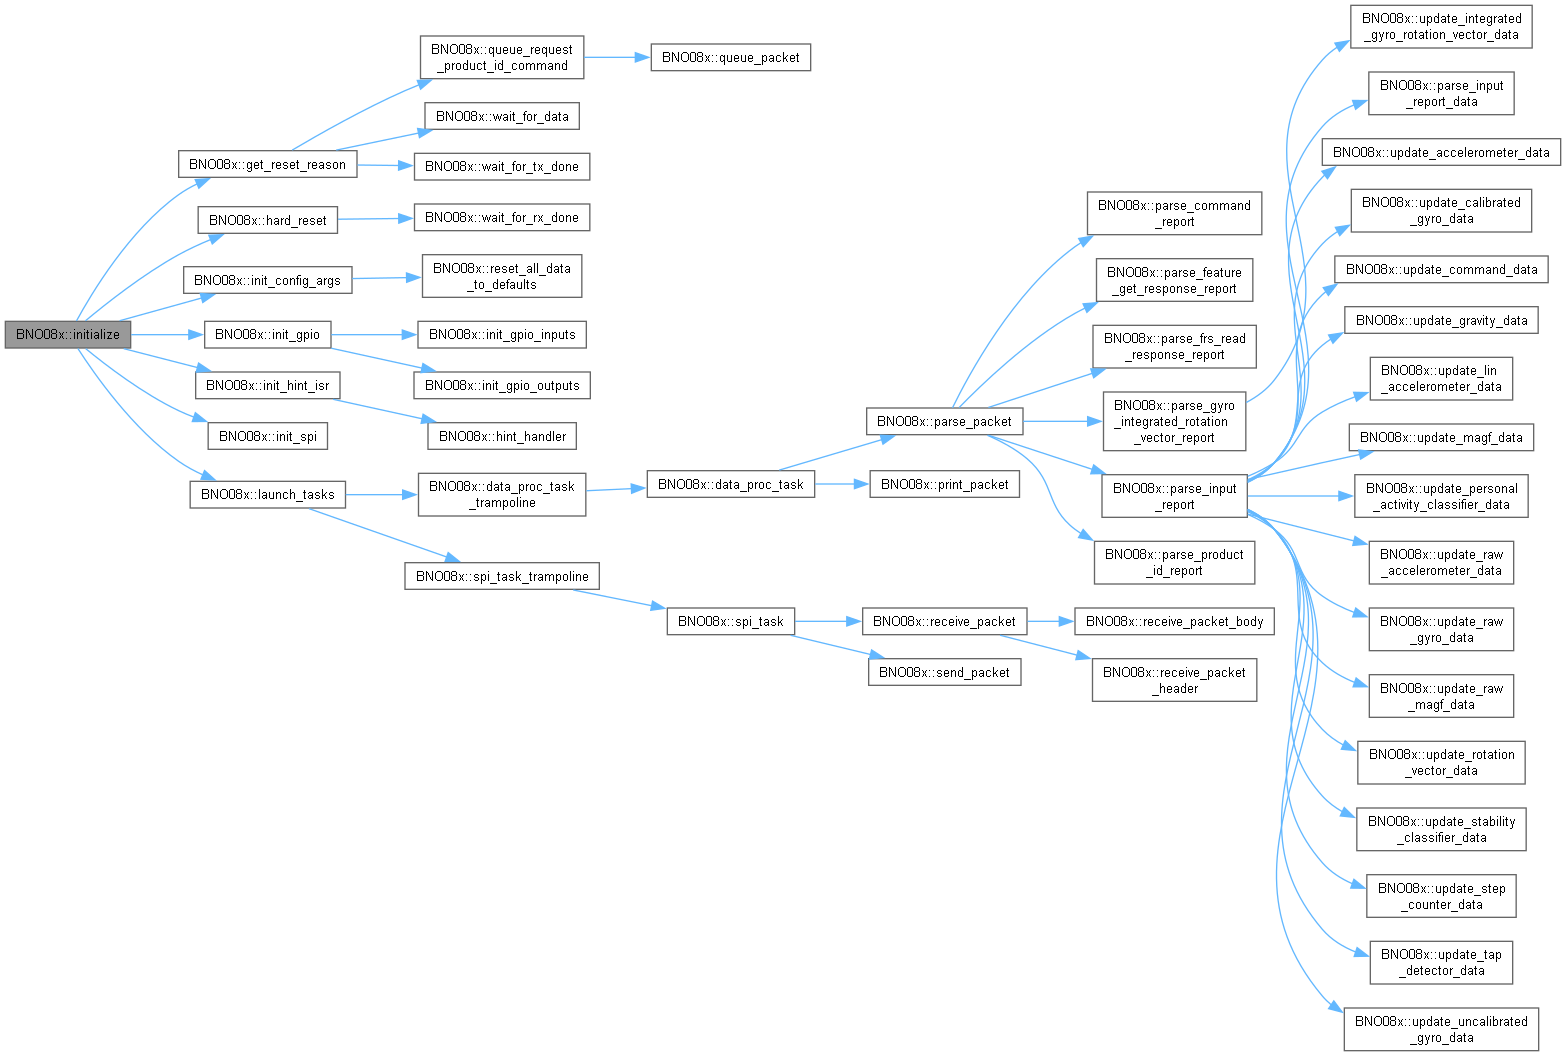 BNO08x::initialize
BNO08x::get_reset_reason
BNO08x::hard_reset
BNO08x::init_config_args
BNO08x::init_gpio
BNO08x::init_hint_isr
BNO08x::init_spi
BNO08x::launch_tasks
BNO08x::queue_request
_product_id_command
BNO08x::wait_for_data
BNO08x::wait_for_tx_done
BNO08x::wait_for_rx_done
BNO08x::reset_all_data
_to_defaults
BNO08x::init_gpio_inputs
BNO08x::init_gpio_outputs
BNO08x::hint_handler
BNO08x::data_proc_task
_trampoline
BNO08x::spi_task_trampoline
BNO08x::queue_packet
BNO08x::data_proc_task
BNO08x::spi_task
BNO08x::parse_packet
BNO08x::print_packet
BNO08x::receive_packet
BNO08x::send_packet
BNO08x::parse_command
_report
BNO08x::parse_feature
_get_response_report
BNO08x::parse_frs_read
_response_report
BNO08x::parse_gyro
_integrated_rotation
_vector_report
BNO08x::parse_input
_report
BNO08x::parse_product
_id_report
BNO08x::receive_packet_body
BNO08x::receive_packet
_header
BNO08x::update_integrated
_gyro_rotation_vector_data
BNO08x::parse_input
_report_data
BNO08x::update_accelerometer_data
BNO08x::update_calibrated
_gyro_data
BNO08x::update_command_data
BNO08x::update_gravity_data
BNO08x::update_lin
_accelerometer_data
BNO08x::update_magf_data
BNO08x::update_personal
_activity_classifier_data
BNO08x::update_raw
_accelerometer_data
BNO08x::update_raw
_gyro_data
BNO08x::update_raw
_magf_data
BNO08x::update_rotation
_vector_data
BNO08x::update_stability
_classifier_data
BNO08x::update_step
_counter_data
BNO08x::update_tap
_detector_data
BNO08x::update_uncalibrated
_gyro_data